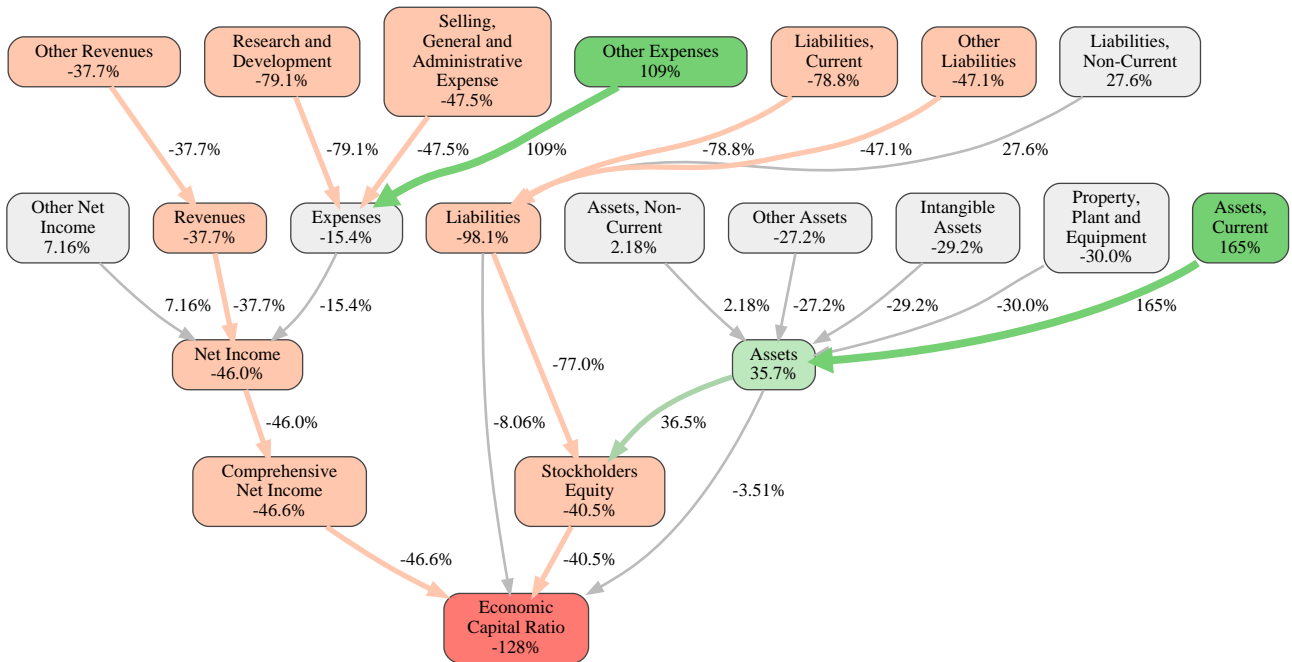 Other Revenues
-37.7%
Research and
Development
-79.1%
Selling,
General and
Administrative
Expense
-47.5%
Other Expenses
109%
Liabilities,
Current
-78.8%
Other
Liabilities
-47.1%
Liabilities,
Non-Current
27.6%
-37.7%
-79.1%
-47.5%
109%
-78.8%
-47.1%
27.6%
Other Net
Income
7.16%
Revenues
-37.7%
Expenses
-15.4%
Liabilities
-98.1%
Assets, Non-
Current
2.18%
Other Assets
-27.2%
Intangible
Assets
-29.2%
Property,
Plant and
Equipment
-30.0%
Assets,
Current
165%
7.16%
-37.7%
-15.4%
2.18%
-27.2%
-29.2%
-30.0%
165%
Net Income
-46.0%
Assets
35.7%
-77.0%
-46.0%
-8.06%
36.5%
Comprehensive
Net Income
-46.6%
Stockholders
Equity
-40.5%
-3.51%
-46.6%
-40.5%
Economic
Capital Ratio
-128%